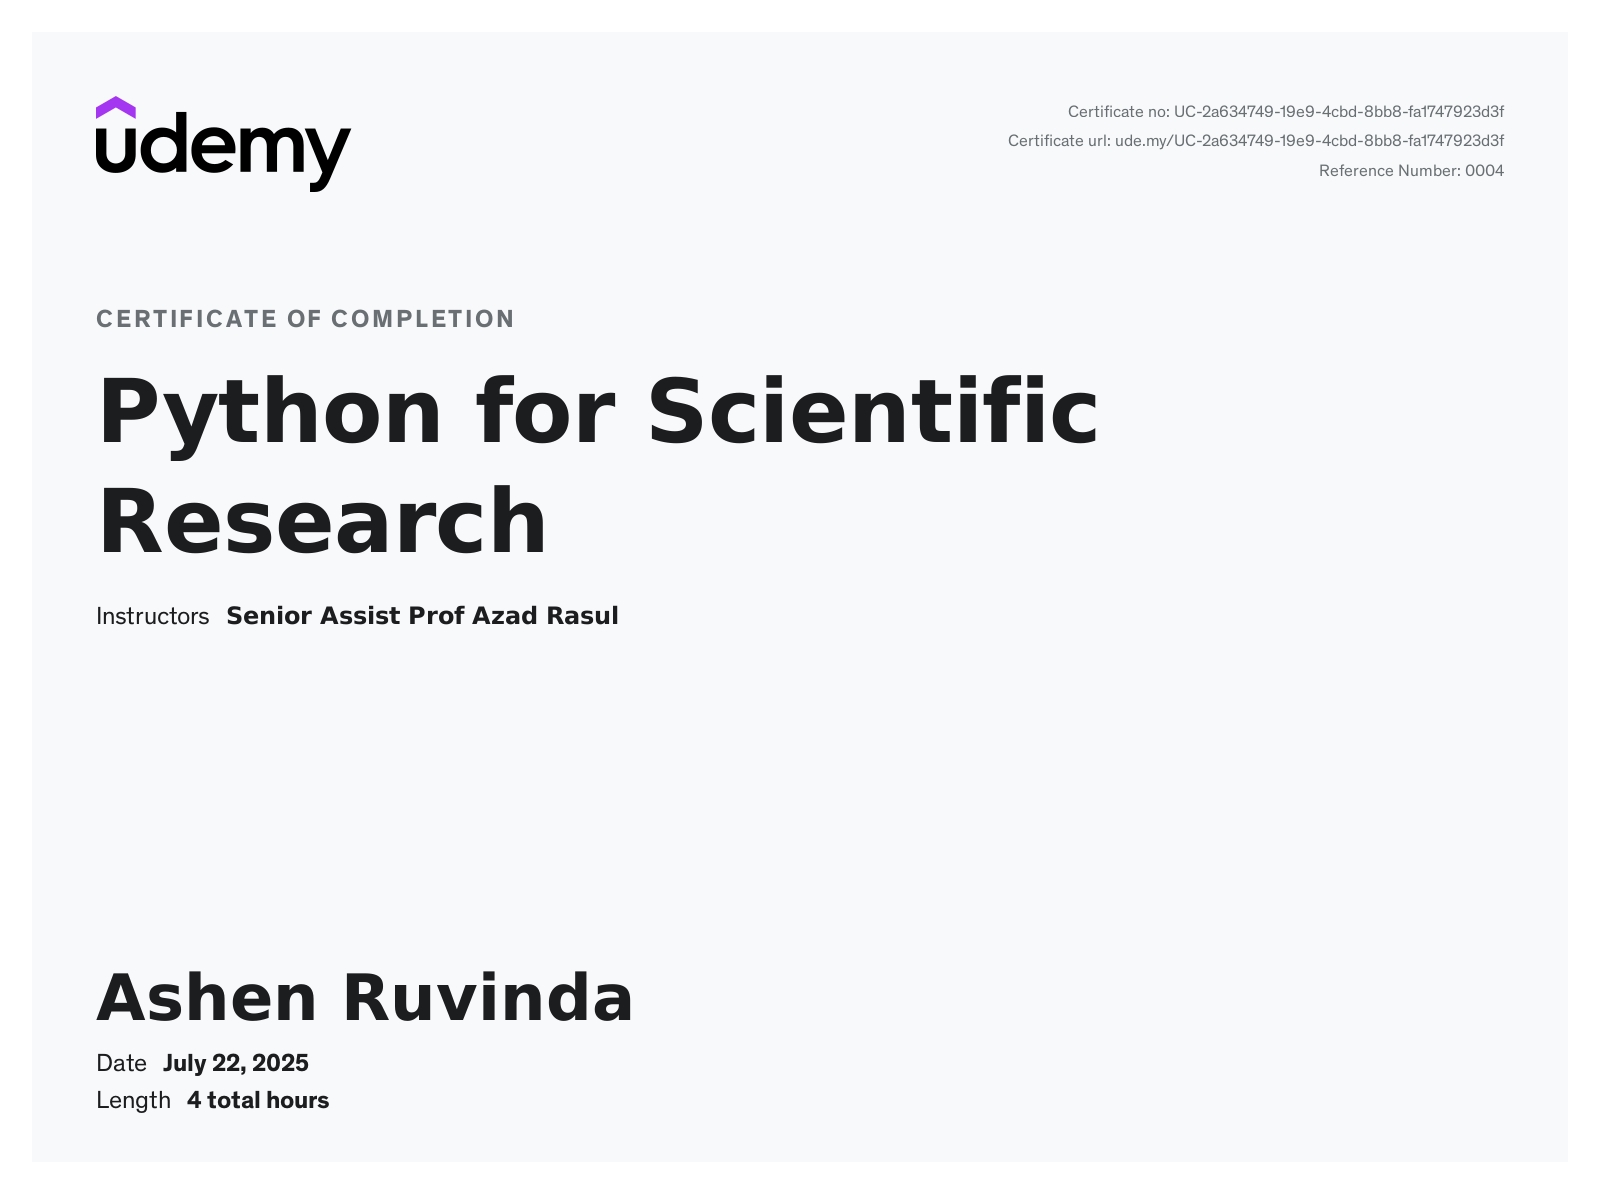 udemy
Certificate no: UC-2a634749-19e9-4cbd-8bb8-fa1747923d3f
Certificate url: ude.my/UC-2a634749-19e9-4cbd-8bb8-fa1747923d3f
Reference Number: 0004
CERTIFICATE OF COMPLETION
Python for Scientific
Research
Instructors Senior Assist Prof Azad Rasul
Ashen Ruvinda
Date July 22, 2025
Length 4 total hours